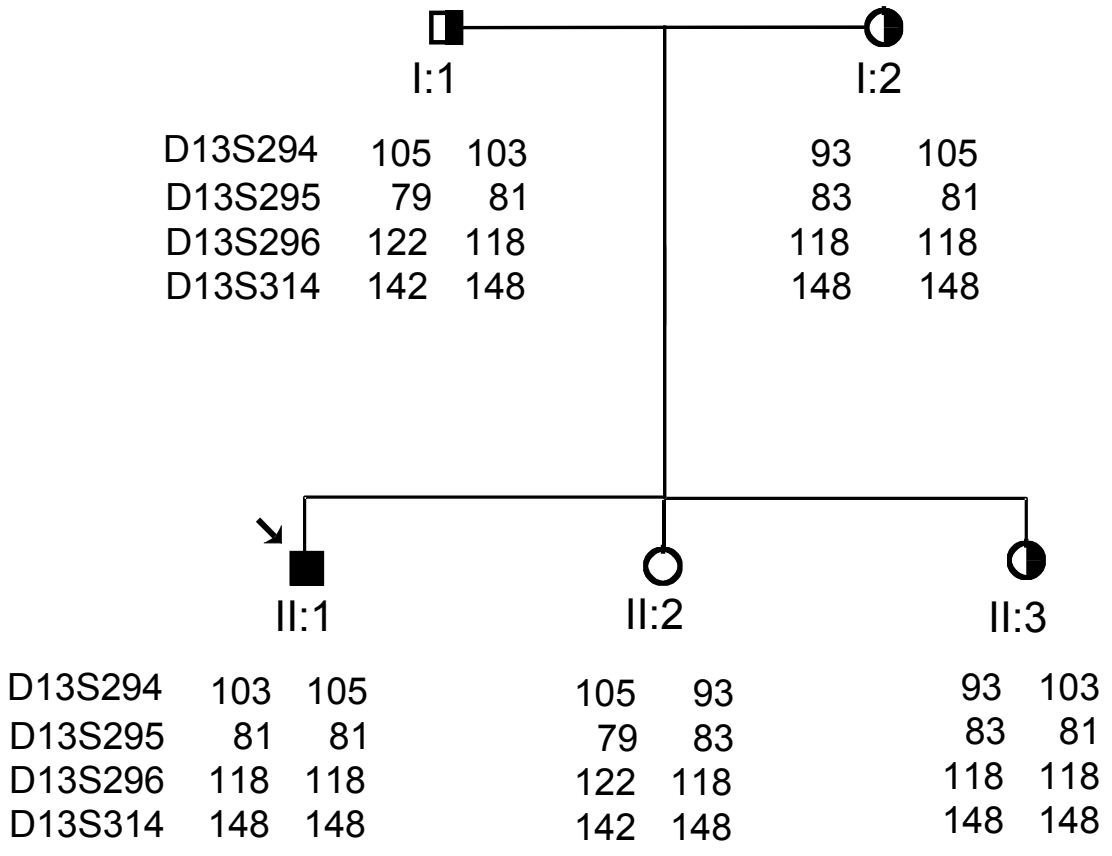 I:1 I:2
D13S294 105 103 93 105
D13S295 79 81 83 81
D13S296 122 118 118 118
D13S314 142 148 148 148
II:1 II:2 II:3
D13S294 103 105 105 93 93 103
D13S295 81 81 79 83 83 81
D13S296 118 118 122 118 118 118
D13S314 148 148 142 148 148 148